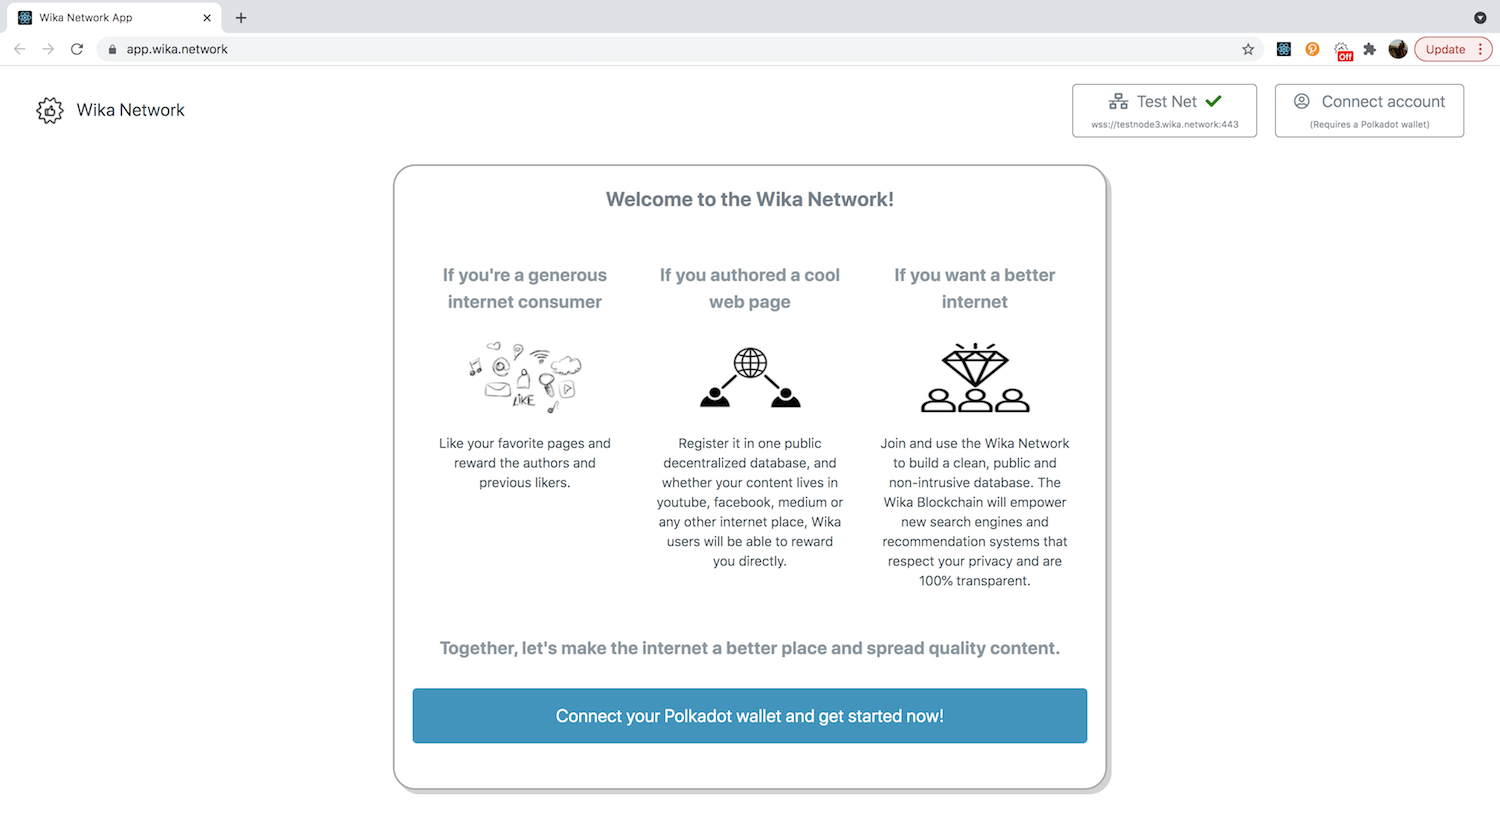 Wika Network App
app.wika.network
Off
Update
Wika Network
Test Net
wss://testnode3.wika.network:443
Connect account
(Requires a Polkadot wallet)
Welcome to the Wika Network!
If you're a generous
internet consumer
LIKE
Like your favorite pages and
reward the authors and
previous likers.
If you authored a cool
web page
Register it in one public
decentralized database, and
whether your content lives in
youtube, facebook, medium or
any other internet place, Wika
users will be able to reward
you directly.
If you want a better
internet
Join and use the Wika Network
to build a clean, public and
non-intrusive database. The
Wika Blockchain will empower
new search engines and
recommendation systems that
respect your privacy and are
100% transparent.
Together, let's make the internet a better place and spread quality content.
Connect your Polkadot wallet and get started now!